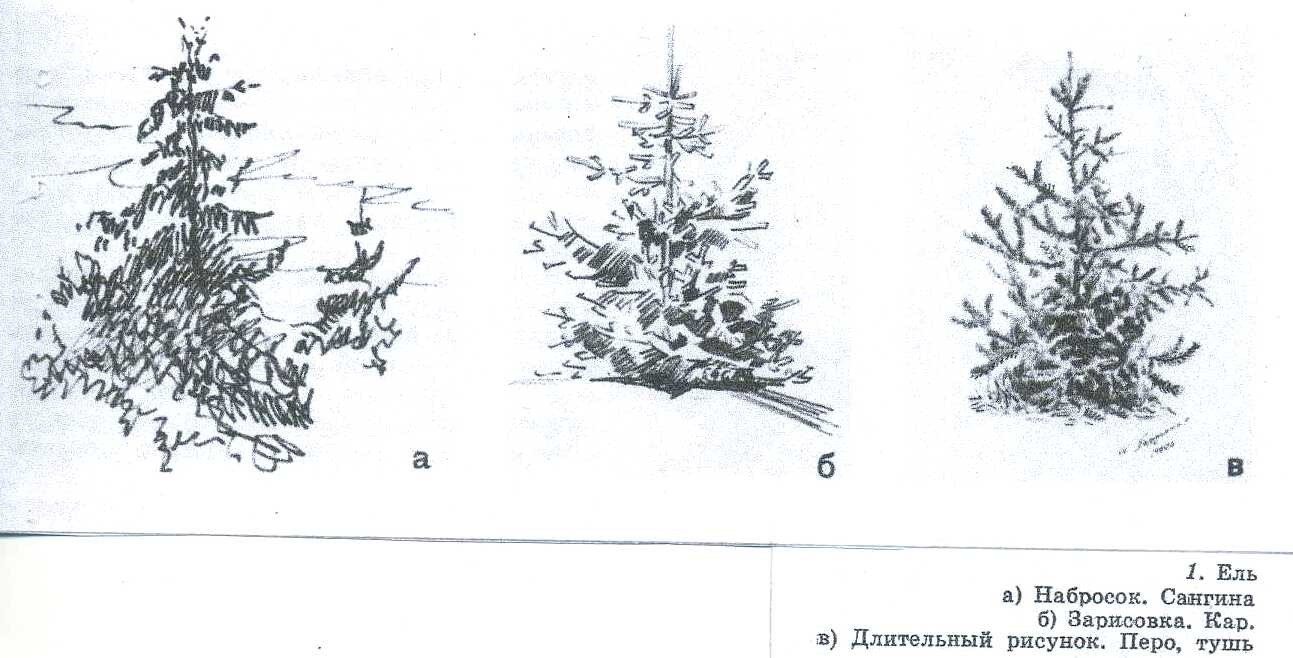 а
б
в
1. Ель
а) Набросок. Сангина
б) Зарисовка. Кар.
в) Длительный рисунок. Перо, тушь